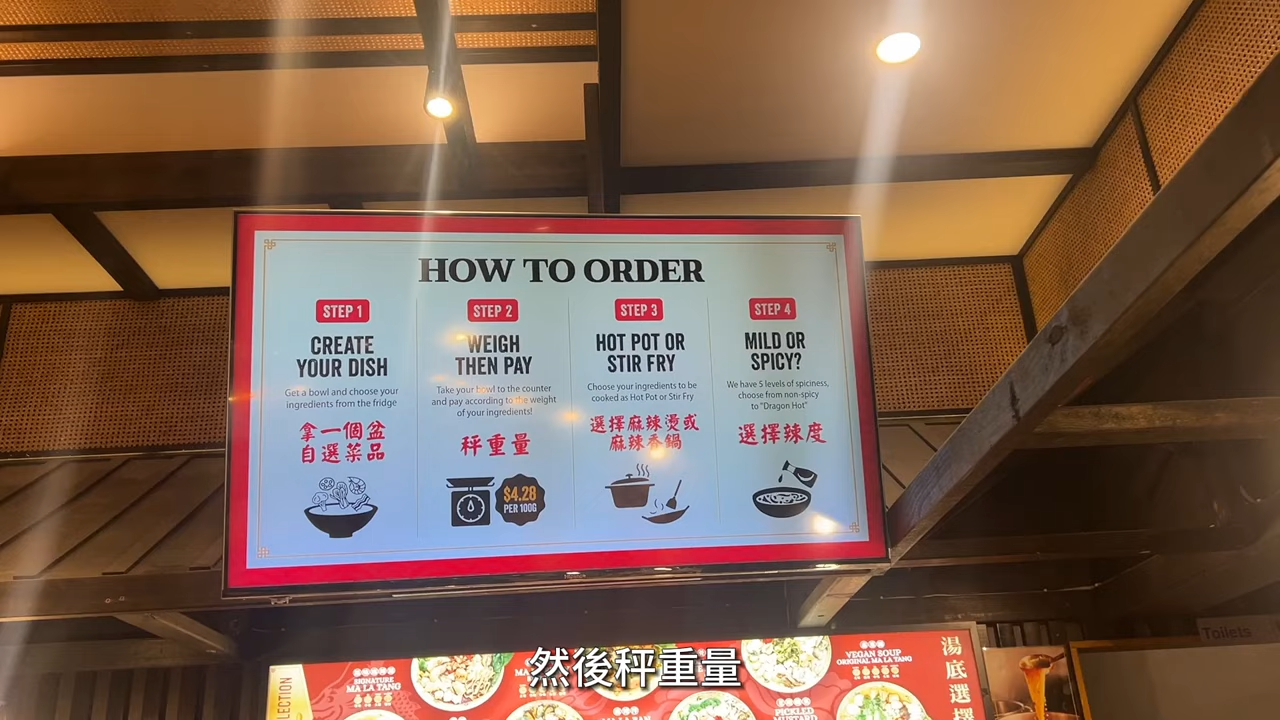 HOW TO ORDER
STEP 1
CREATE
YOUR DISH
Get a bowl and choose your
ingredients from the fridge
拿一個盆
自選菜品
STEP 2
WEIGH
THEN PAY
Take your bowl to the counter
and pay according to the weight
of your ingredients!
秤重量
$4.28
PER 100G
STEP 3
HOT POT OR
STIR FRY
Choose your ingredients to be
cooked as Hot Pot or Stir Fry
選擇麻辣燙或
麻辣香鍋
STEP 4
MILD OR
SPICY?
We have 5 levels of spiciness,
choose from non-spicy
to "Dragon Hot"
選擇辣度
Toilets
SIGNATURE
MA LA TANG
VEGAN SOUP
ORIGINAL MA LA TANG
湯底選擇
PICKLED
MUSTARD
然後秤重量